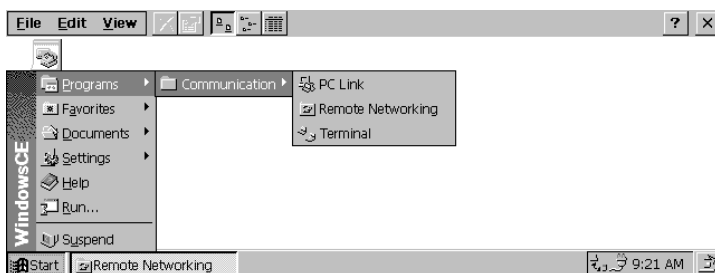 File Edit View ? ×
Programs Communication PC Link
Favorites Remote Networking
Documents Terminal
Settings
Help
Run...
Suspend
WindowsCE
Start Remote Networking 9:21 AM